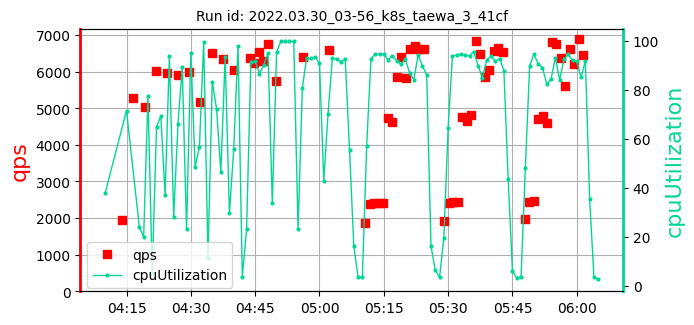 Run id: 2022.03.30_03-56_k8s_taewa_3_41cf
7000
6000
5000
4000
3000
2000
1000
0
qps
100
80
60
40
20
0
cpuUtilization
qps
cpuUtilization
04:15 04:30 04:45 05:00 05:15 05:30 05:45 06:00